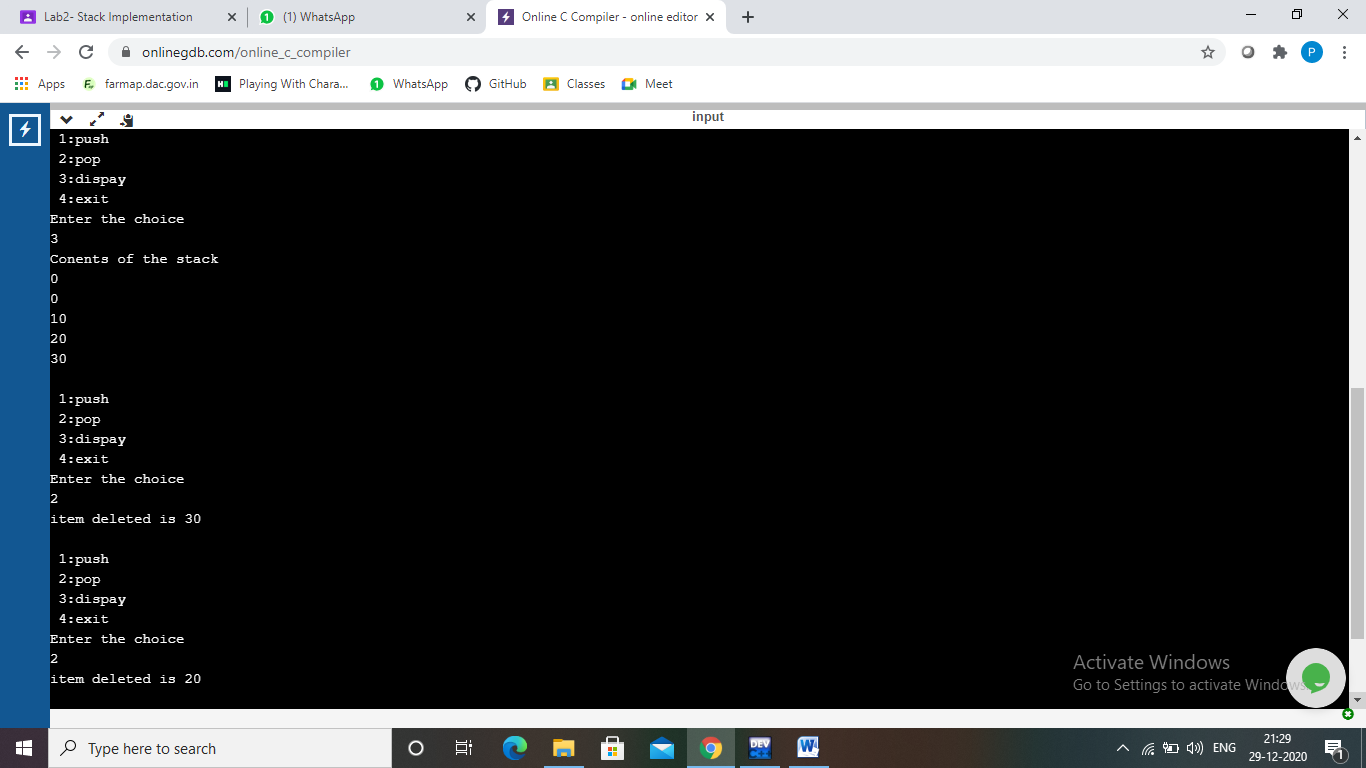 Lab2- Stack Implementation
(1) WhatsApp
Online C Compiler - online editor
onlinegdb.com/online_c_compiler
P
Apps
farmap.dac.gov.in
Playing With Chara...
WhatsApp
GitHub
Classes
Meet
input
1:push
2:pop
3:dispay
4:exit
Enter the choice
3
Conents of the stack
0
0
10
20
30
1:push
2:pop
3:dispay
4:exit
Enter the choice
2
item deleted is 30
1:push
2:pop
3:dispay
4:exit
Enter the choice
2
item deleted is 20
Activate Windows
Go to Settings to activate Windows.
Type here to search
DEV
ENG
21:29
29-12-2020
1